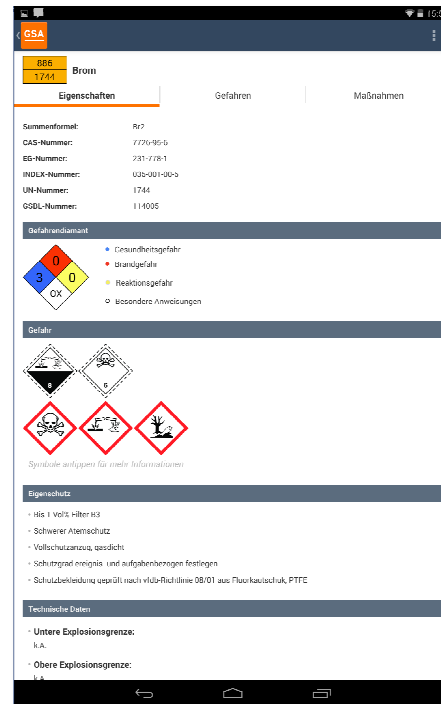 15:5
GSA
886
1744
Brom
Eigenschaften
Gefahren
Maßnahmen
Summenformel: Br2
CAS-Nummer: 7726-95-6
EG-Nummer: 231-778-1
INDEX-Nummer: 035-001-00-5
UN-Nummer: 1744
GSBL-Nummer: 114005
Gefahrendiamant
0
3
0
OX
Gesundheitsgefahr
Brandgefahr
Reaktionsgefahr
Besondere Anweisungen
Gefahr
8
6
Symbole antippen für mehr Informationen
Eigenschutz
- Bis 1 Vol% Filter B3
- Schwerer Atemschutz
- Vollschutzanzug, gasdicht
- Schutzgrad ereignis- und aufgabenbezogen festlegen
- Schutzbekleidung geprüft nach vfdb-Richtlinie 08/01 aus Fluorkautschuk, PTFE
Technische Daten
- Untere Explosionsgrenze:
k.A.
- Obere Explosionsgrenze:
k.A.